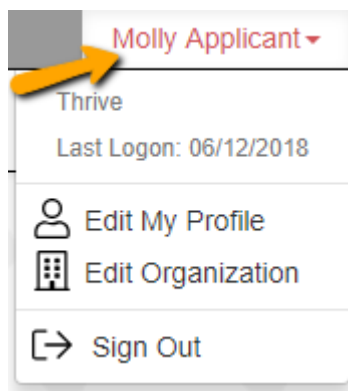 Molly Applicant
Thrive
Last Logon: 06/12/2018
Edit My Profile
Edit Organization
Sign Out